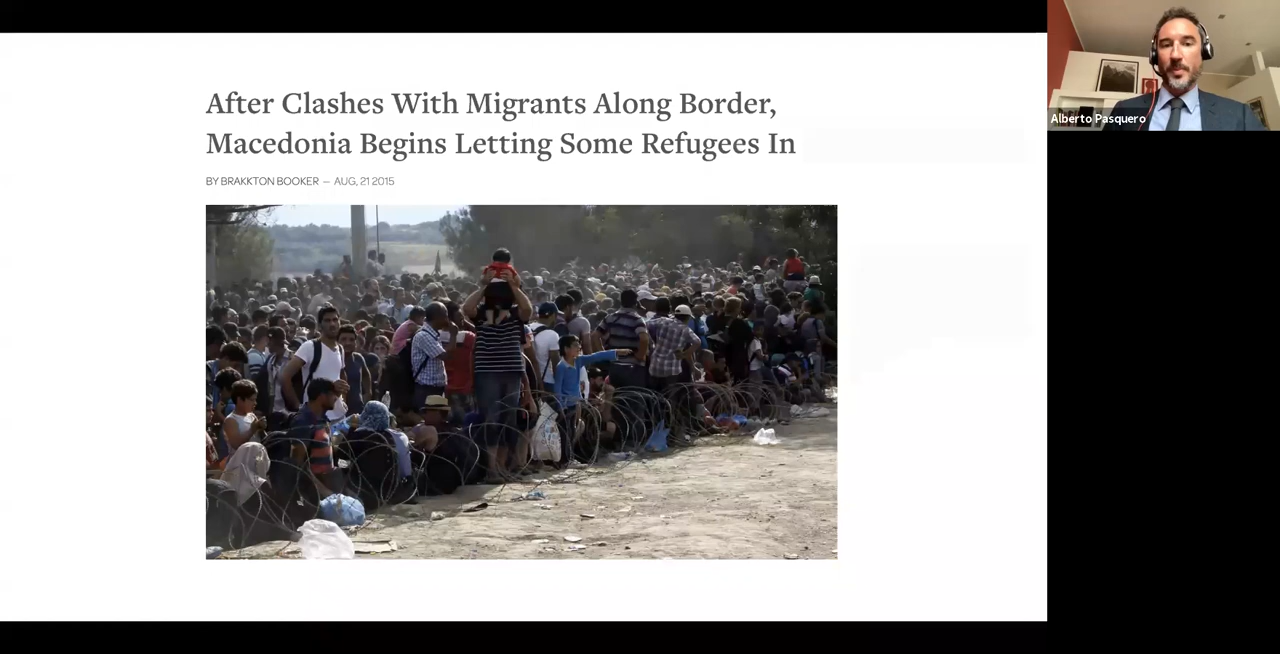 After Clashes With Migrants Along Border,
Macedonia Begins Letting Some Refugees In
BY BRAKKTON BOOKER — AUG, 21 2015
Alberto Pasquero